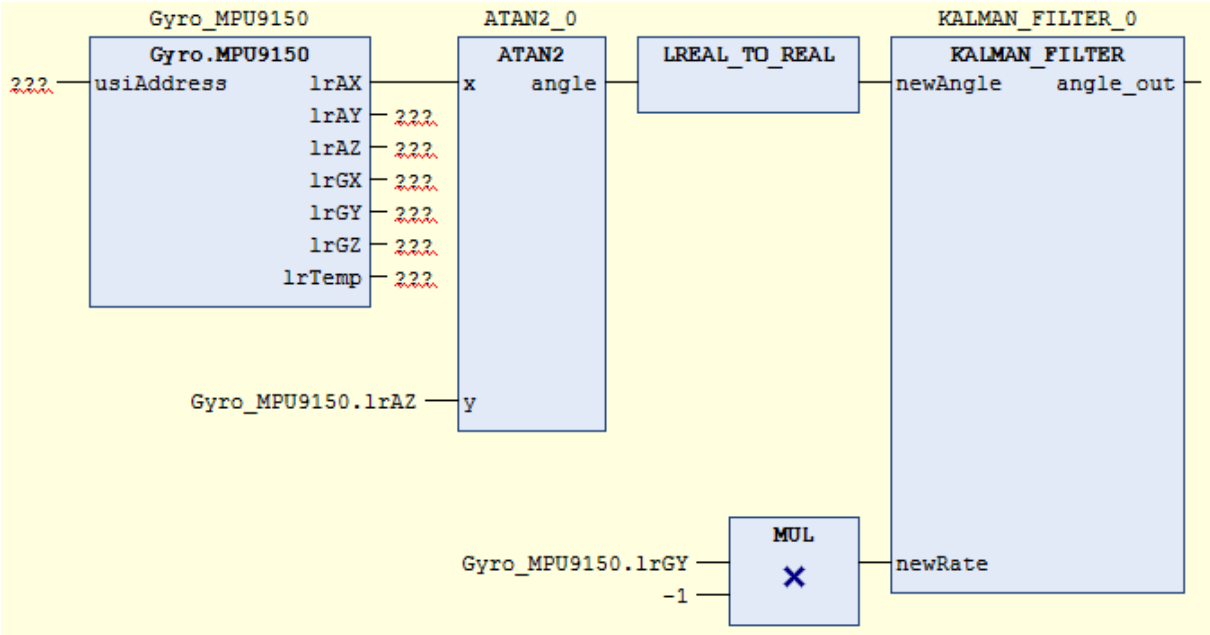 Gyro_MPU9150 ATAN2_0 KALMAN_FILTER_0
Gyro.MPU9150 ATAN2 LREAL_TO_REAL KALMAN_FILTER
??? usiAddress lrAX x angle newAngle angle_out
lrAY ???
lrAZ ???
lrGX ???
lrGY ???
lrGZ ???
lrTemp ???
Gyro_MPU9150.lrAZ y
MUL
Gyro_MPU9150.lrGY × newRate
-1